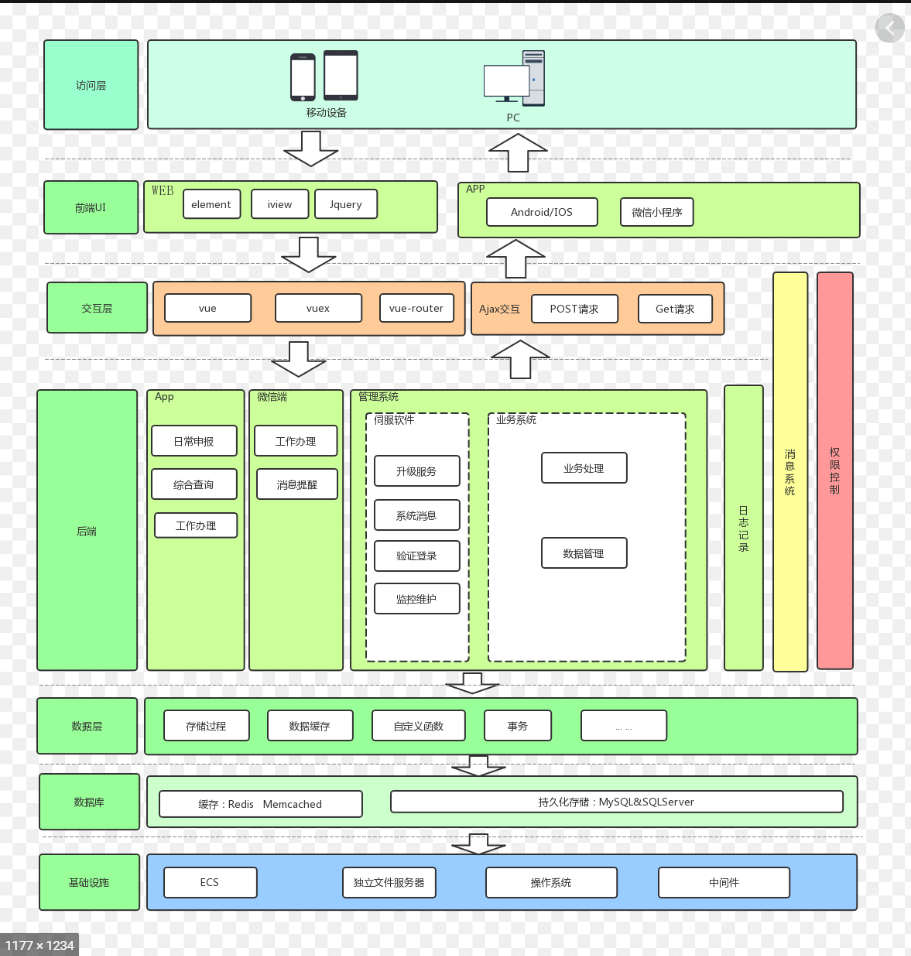 访问层
移动设备
PC
前端UI
WEB
element
iview
Jquery
APP
Android/IOS
微信小程序
交互层
vue
vuex
vue-router
Ajax交互
POST请求
Get请求
后端
App
日常申报
综合查询
工作办理
微信端
工作办理
消息提醒
管理系统
伺服软件
升级服务
系统消息
验证登录
监控维护
业务系统
业务处理
数据管理
日志记录
消息系统
权限控制
数据层
存储过程
数据缓存
自定义函数
事务
... ...
数据库
缓存：Redis Memcached
持久化存储：MySQL&SQLServer
基础设施
ECS
独立文件服务器
操作系统
中间件
1177 × 1234